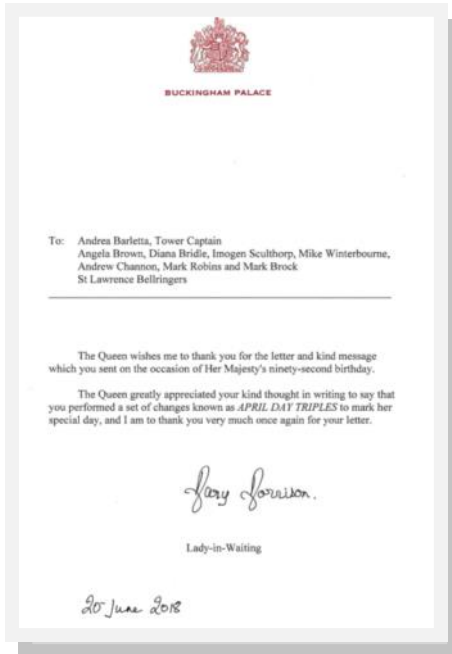 BUCKINGHAM PALACE
To: Andrea Barletta, Tower Captain
Angela Brown, Diana Bridle, Imogen Sculthorp, Mike Winterbourne,
Andrew Channon, Mark Robins and Mark Brock
St Lawrence Bellringers
The Queen wishes me to thank you for the letter and kind message
which you sent on the occasion of Her Majesty's ninety-second birthday.
The Queen greatly appreciated your kind thought in writing to say that
you performed a set of changes known as APRIL DAY TRIPLES to mark her
special day, and I am to thank you very much once again for your letter.
Mary Morrison.
Lady-in-Waiting
20 June 2018